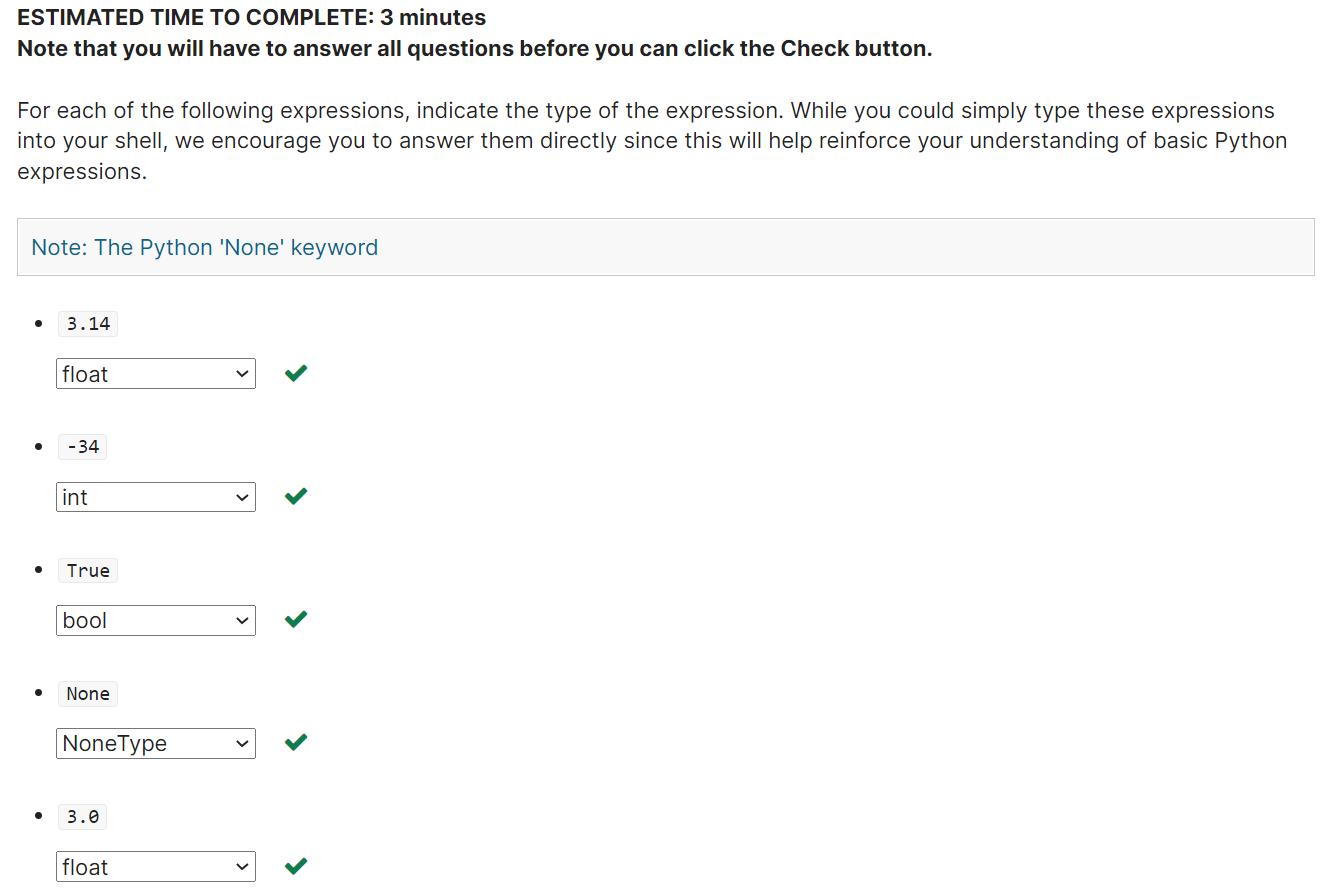 ESTIMATED TIME TO COMPLETE: 3 minutes
Note that you will have to answer all questions before you can click the Check button.
For each of the following expressions, indicate the type of the expression. While you could simply type these expressions
into your shell, we encourage you to answer them directly since this will help reinforce your understanding of basic Python
expressions.
Note: The Python 'None' keyword
3.14
float
-34
int
True
bool
None
NoneType
3.0
float